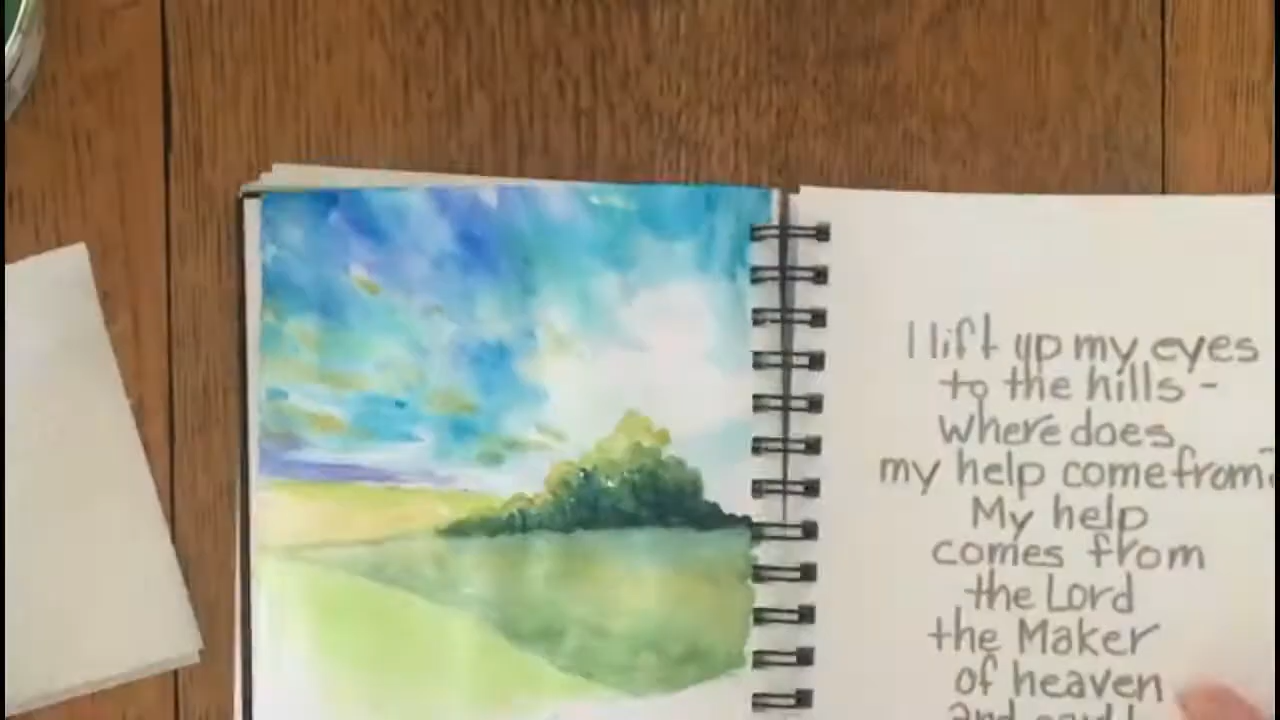 I lift up my eyes
to the hills -
where does
my help come from?
My help
comes from
the Lord
the Maker
of heaven
and